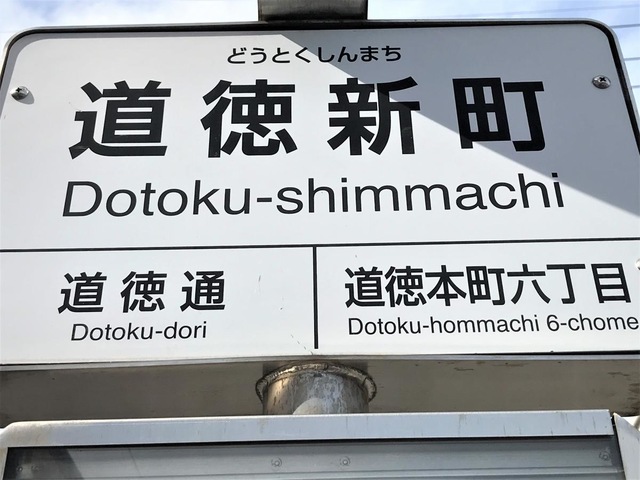 どうとくしんまち
道徳新町
Dotoku-shimmachi
道徳通
Dotoku-dori
道徳本町六丁目
Dotoku-hommachi 6-chome